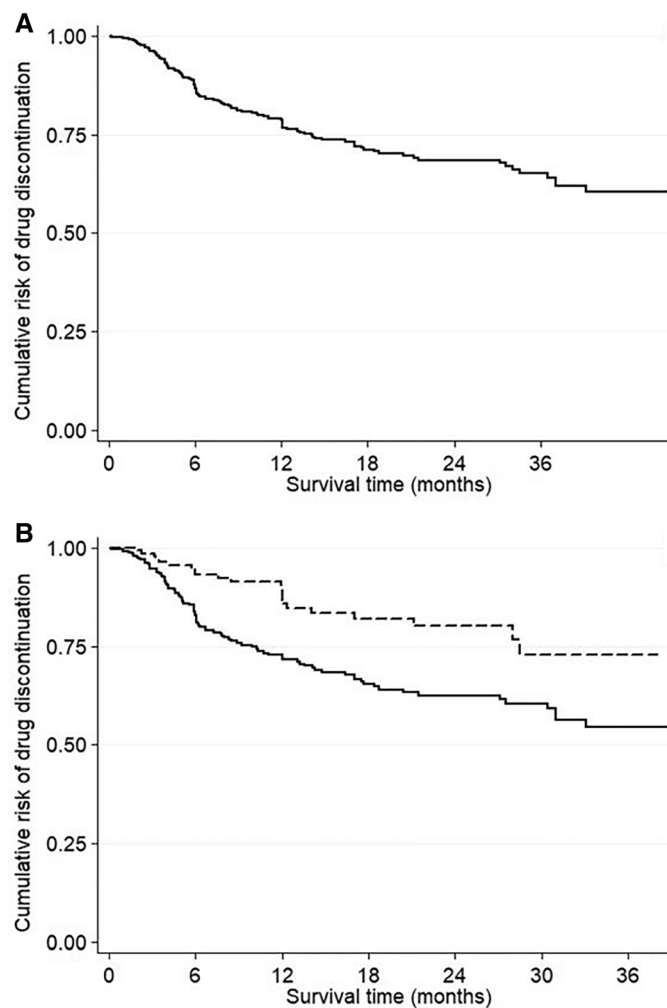 A
Cumulative risk of drug discontinuation
1.00
0.75
0.50
0.25
0.00
0 6 12 18 24 36
Survival time (months)
B
Cumulative risk of drug discontinuation
1.00
0.75
0.50
0.25
0.00
0 6 12 18 24 30 36
Survival time (months)